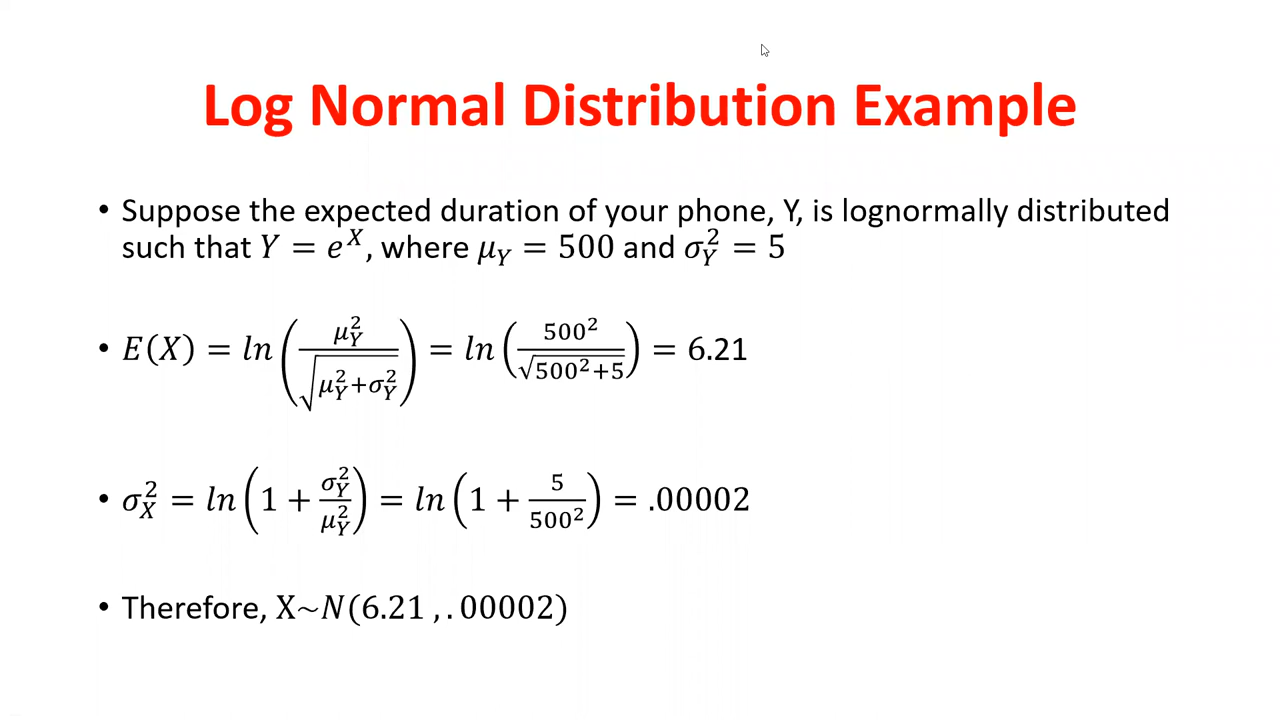 Log Normal Distribution Example
• Suppose the expected duration of your phone, Y, is lognormally distributed
such that Y = e^X, where μ_Y = 500 and σ_Y^2 = 5
• E(X) = ln(μ_Y^2 / √(μ_Y^2+σ_Y^2)) = ln(500^2 / √(500^2+5)) = 6.21
• σ_X^2 = ln(1 + σ_Y^2/μ_Y^2) = ln(1 + 5/500^2) = .00002
• Therefore, X~N(6.21 , .00002)